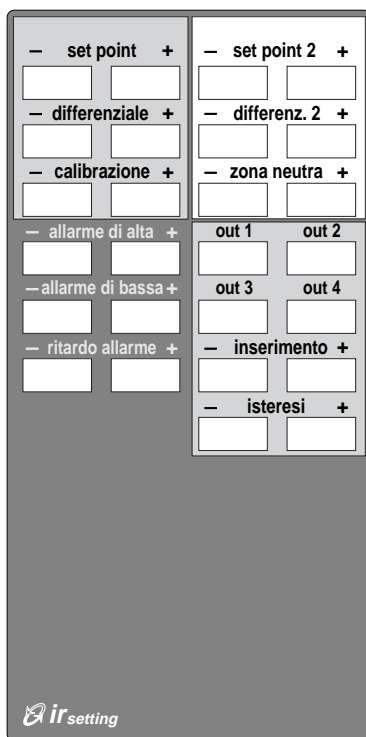 – set point +
– set point 2 +
– differenziale +
– differenz. 2 +
– calibrazione +
– zona neutra +
– allarme di alta +
out 1 out 2
– allarme di bassa +
out 3 out 4
– ritardo allarme +
– inserimento +
– isteresi +
ir setting